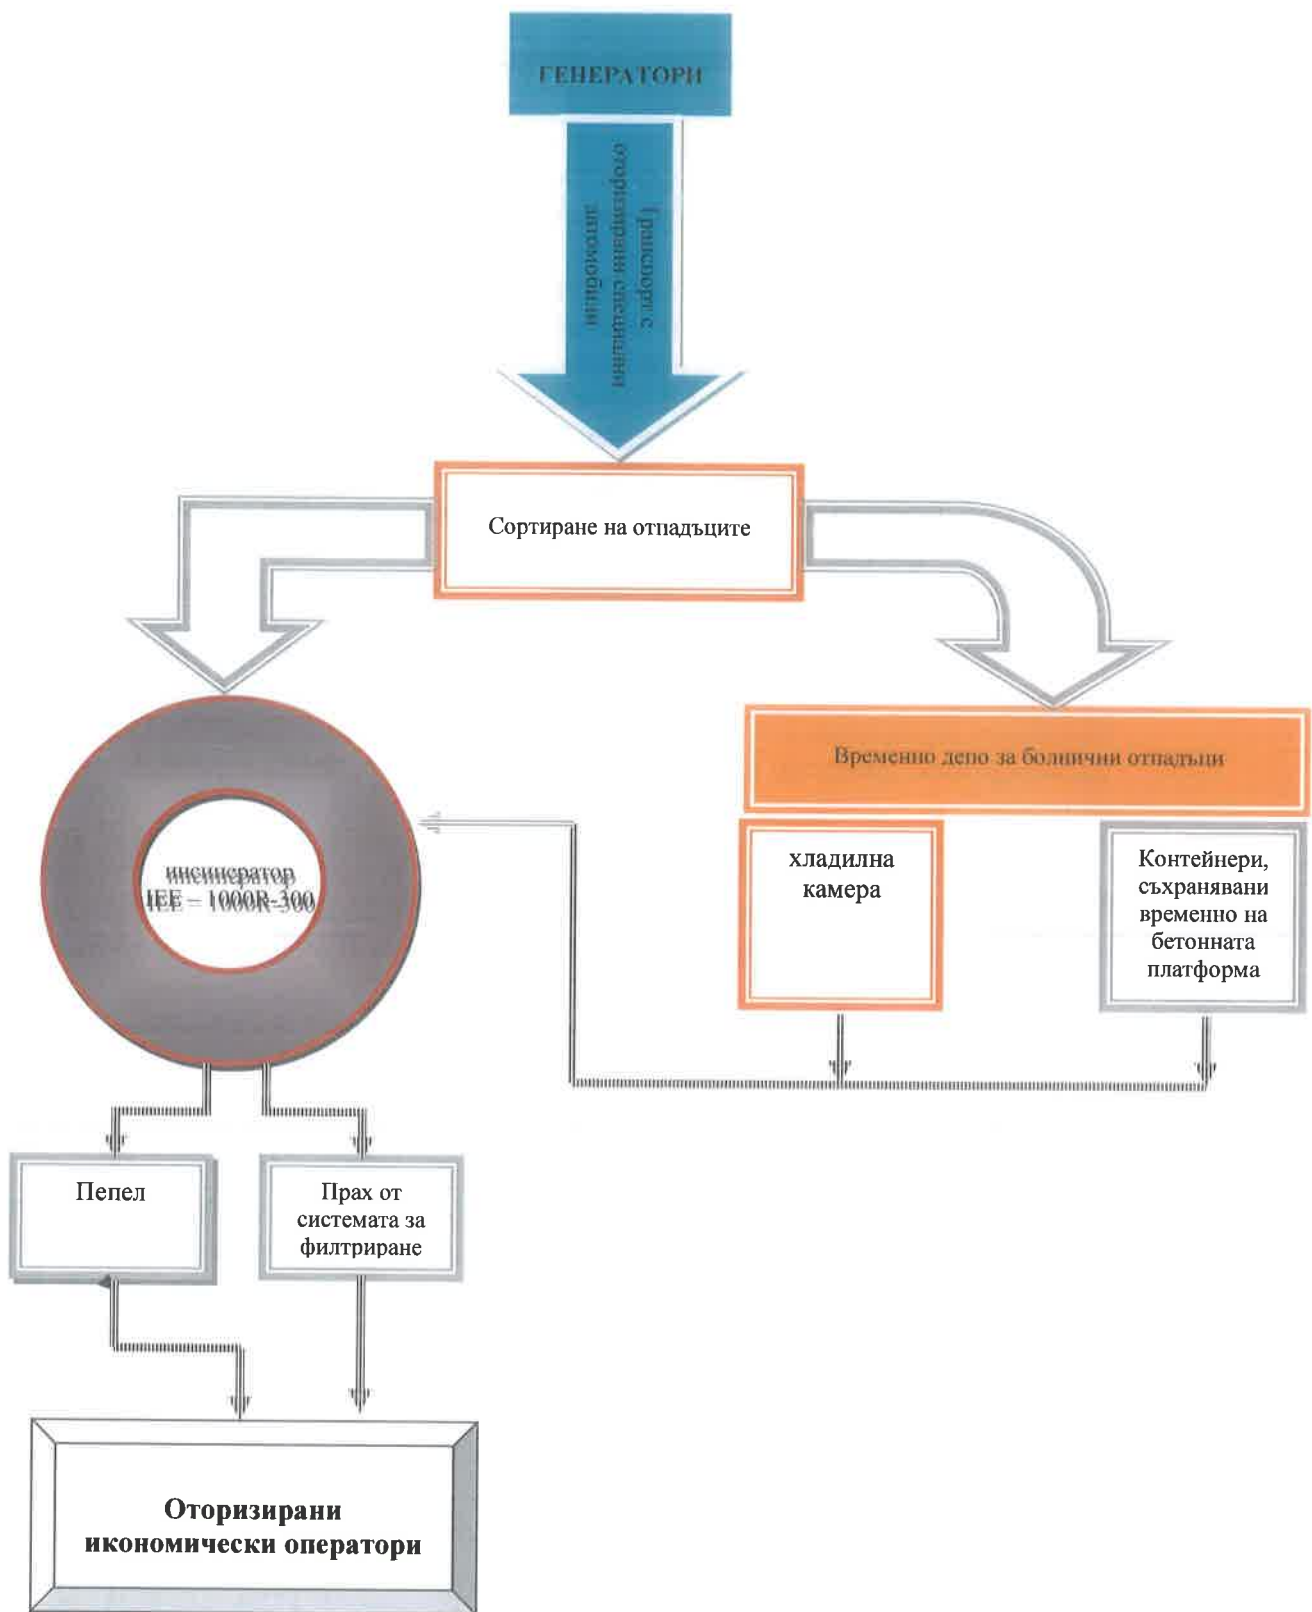 ГЕНЕРАТОРИ
Транспорт с
оторизирани специални
автомобили
Сортиране на отпадъците
Временно депо за болнични отпадъци
хладилна
камера
Контейнери,
съхранявани
временно на
бетонната
платформа
инсинератор
IEE – 1000R-300
Пепел
Прах от
системата за
филтриране
Оторизирани
икономически оператори